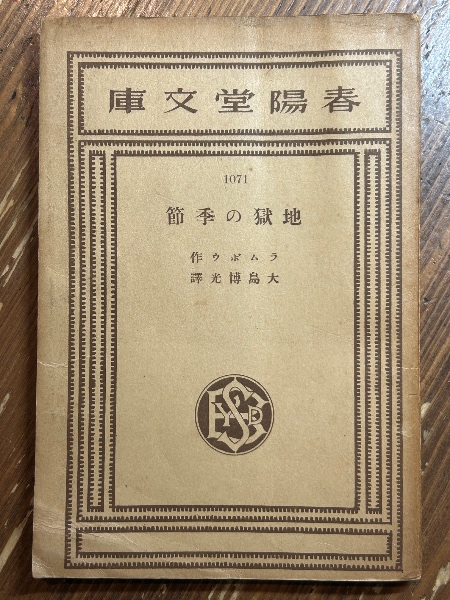 春陽堂文庫
1071
地獄の季節
ラムボウ作
大島博光譯